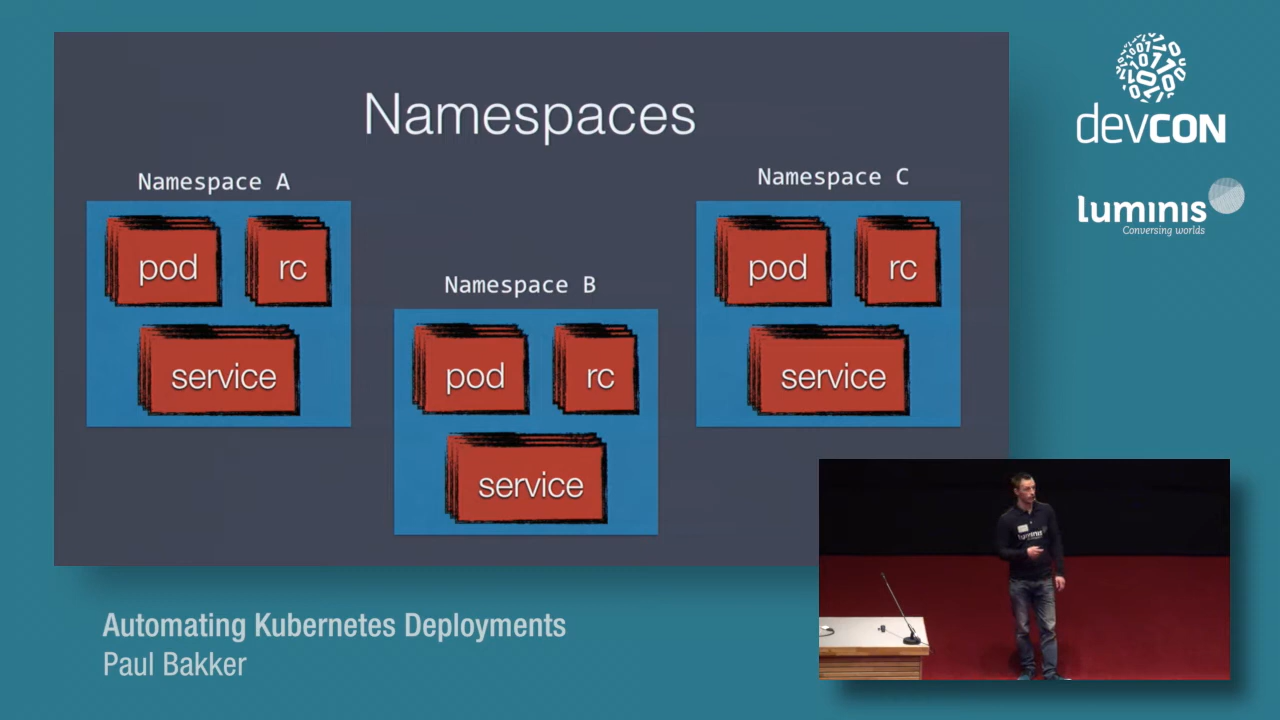 Namespaces
Namespace A
pod
rc
service
Namespace B
pod
rc
service
Namespace C
pod
rc
service
devcon
luminis
Conversing worlds
luminis
Automating Kubernetes Deployments
Paul Bakker